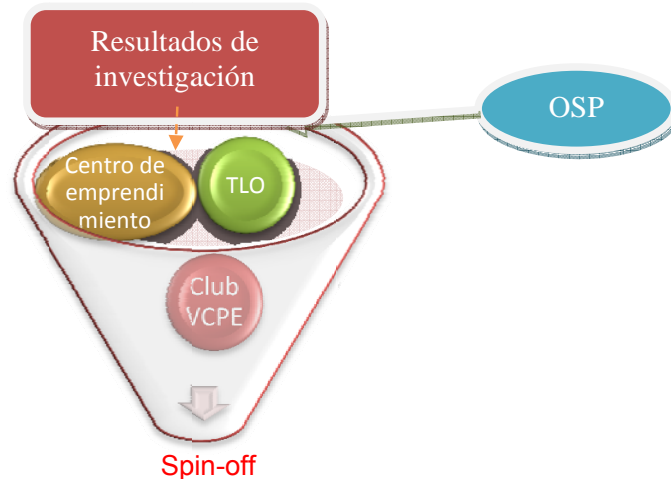 Resultados de
investigación
OSP
Centro de
emprendi
miento
TLO
Club
VCPE
Spin-off